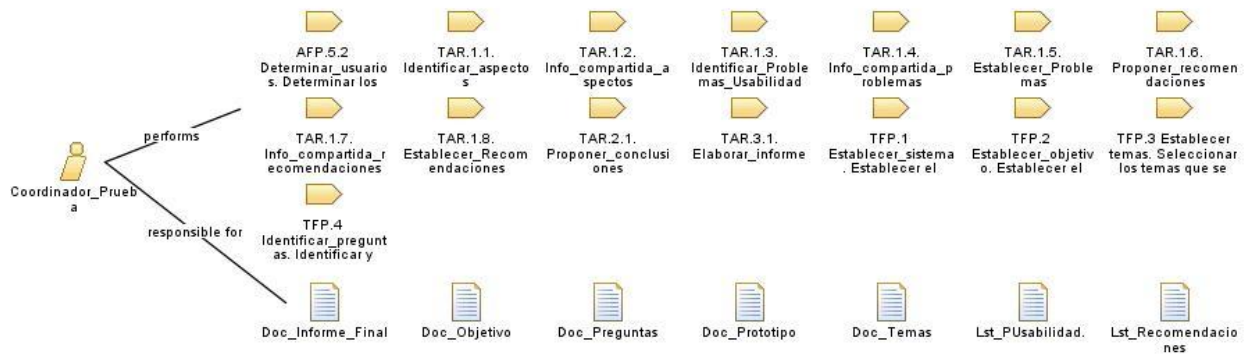 AFP.5.2
Determinar_usuario
s. Determinar los
TAR.1.1.
Identificar_aspecto
s
TAR.1.2.
Info_compartida_a
spectos
TAR.1.3.
Identificar_Proble
mas_Usabilidad
TAR.1.4.
Info_compartida_p
roblemas
TAR.1.5.
Establecer_Proble
mas
TAR.1.6.
Proponer_recomen
daciones
performs
TAR.1.7.
Info_compartida_r
ecomendaciones
TAR.1.8.
Establecer_Recom
endaciones
TAR.2.1.
Proponer_conclusi
ones
TAR.3.1.
Elaborar_informe
TFP.1
Establecer_sistema
. Establecer el
TFP.2
Establecer_objetiv
o. Establecer el
TFP.3 Establecer
temas. Seleccionar
los temas que se
Coordinador_Prueb
a
responsible for
TFP.4
Identificar_pregunt
as. Identificar y
Doc_Informe_Final
Doc_Objetivo
Doc_Preguntas
Doc_Prototipo
Doc_Temas
Lst_PUsabilidad.
Lst_Recomendacio
nes